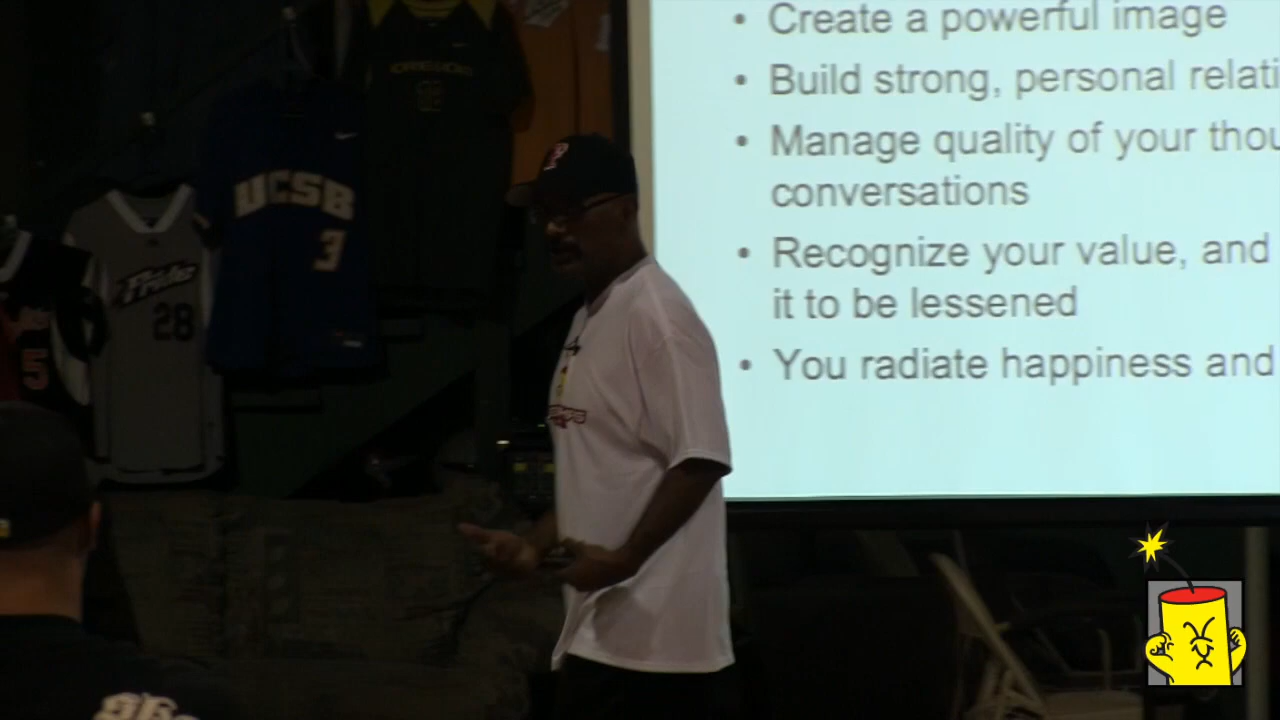 • Create a powerful image
• Build strong, personal relati
• Manage quality of your thou
conversations
• Recognize your value, and
it to be lessened
• You radiate happiness and
UCSB
3
28
5